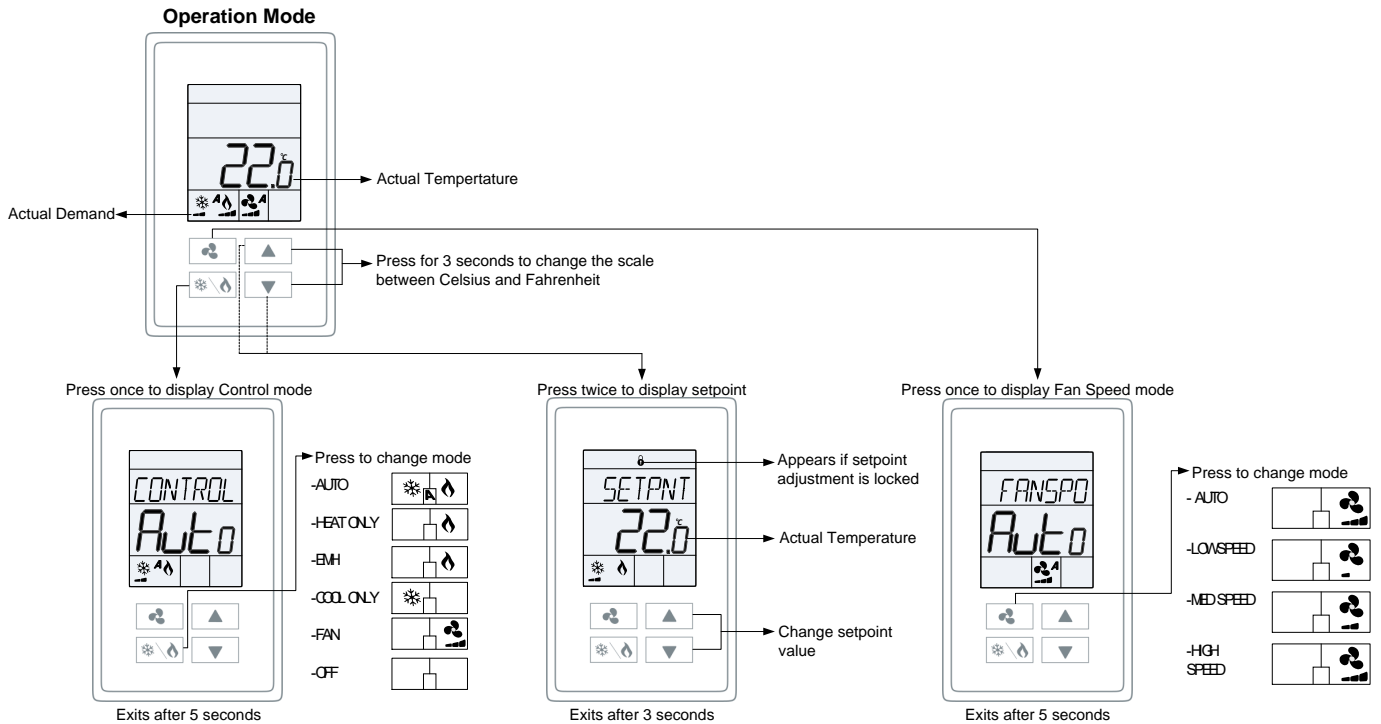 Operation Mode
22.0 °C
Actual Tempertature
A A
Actual Demand
Press for 3 seconds to change the scale
between Celsius and Fahrenheit
Press once to display Control mode
CONTROL
Auto
A
Press to change mode
-AUTO
A
-HEAT ONLY
-EMH
-COOL ONLY
-FAN
-OFF
Exits after 5 seconds
Press twice to display setpoint
SETPNT
22.0 °C
Appears if setpoint
adjustment is locked
Actual Temperature
Change setpoint
value
Exits after 3 seconds
Press once to display Fan Speed mode
FANSPD
Auto
A
Press to change mode
- AUTO
-LOW SPEED
-MED SPEED
-HIGH
SPEED
Exits after 5 seconds